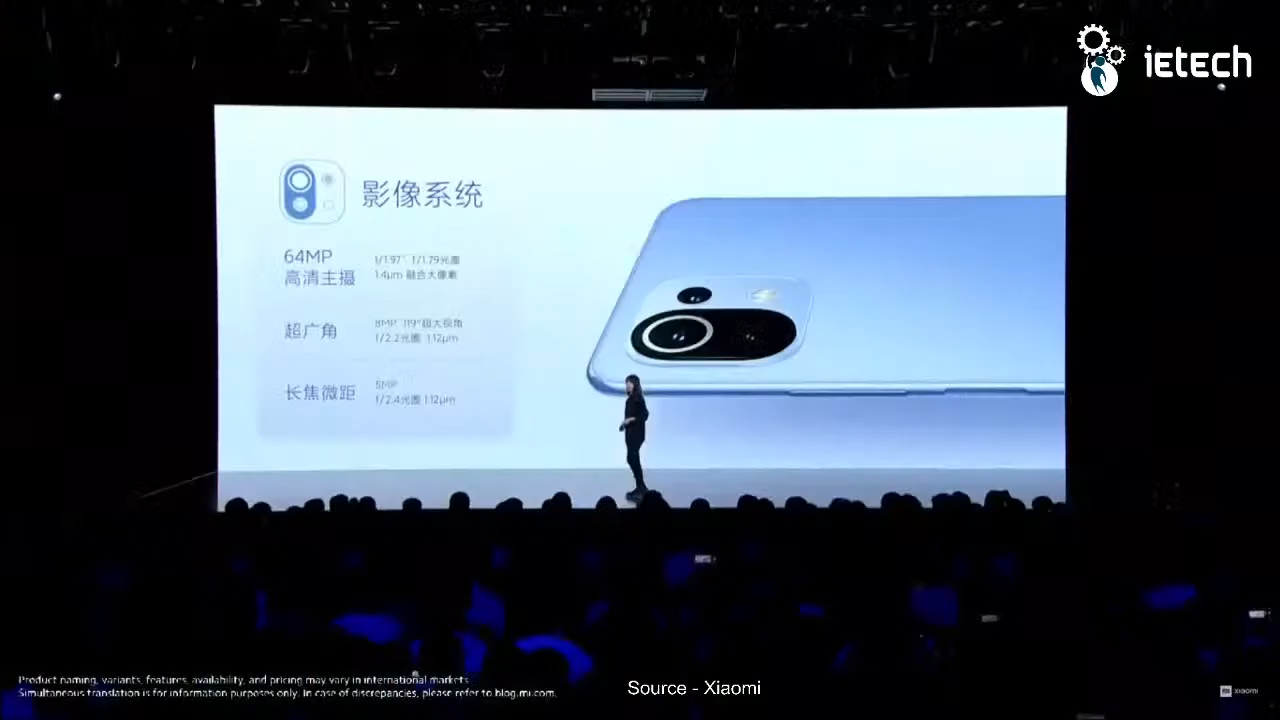 ietech
影像系统
64MP
高清主摄
1/1.97" f/1.79光圈
1.4μm 融合大像素
超广角
8MP 119°超大视角
f/2.2光圈 1.12μm
长焦微距
5MP
f/2.4光圈 1.12μm
Product naming, variants, features, availability, and pricing may vary in international markets.
Simultaneous translation is for information purposes only. In case of discrepancies, please refer to blog.mi.com.
Source - Xiaomi
xiaomi